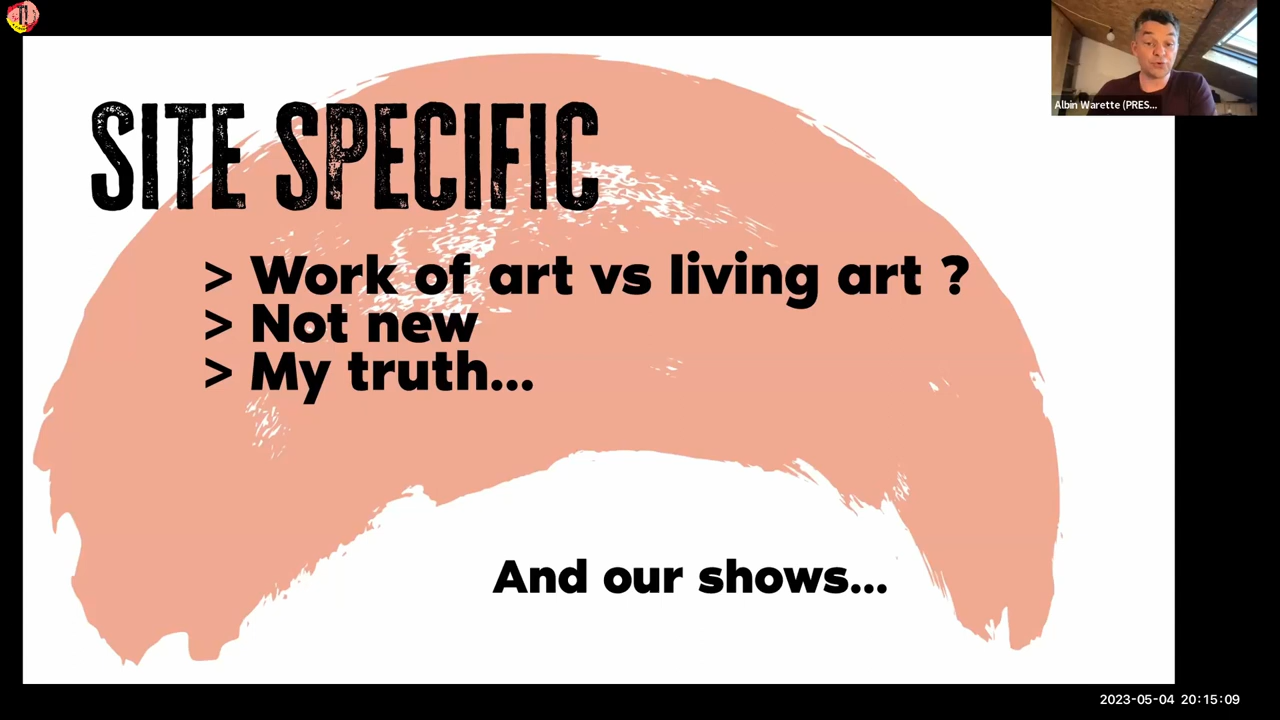 SITE SPECIFIC
> Work of art vs living art ?
> Not new
> My truth...
And our shows...
Albin Warette (PRES...
2023-05-04 20:15:09